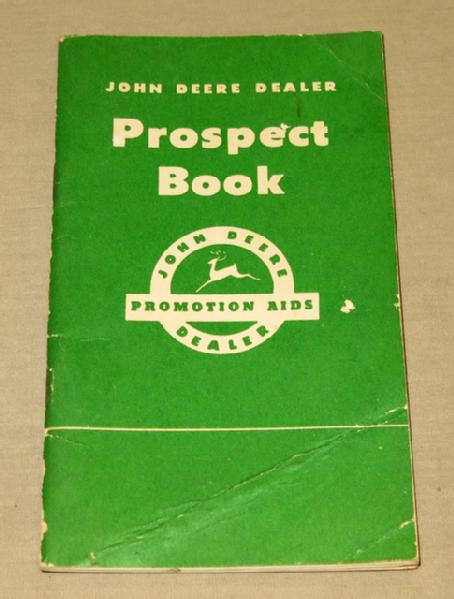 JOHN DEERE DEALER
Prospect
Book
JOHN DEERE
PROMOTION AIDS
DEALER